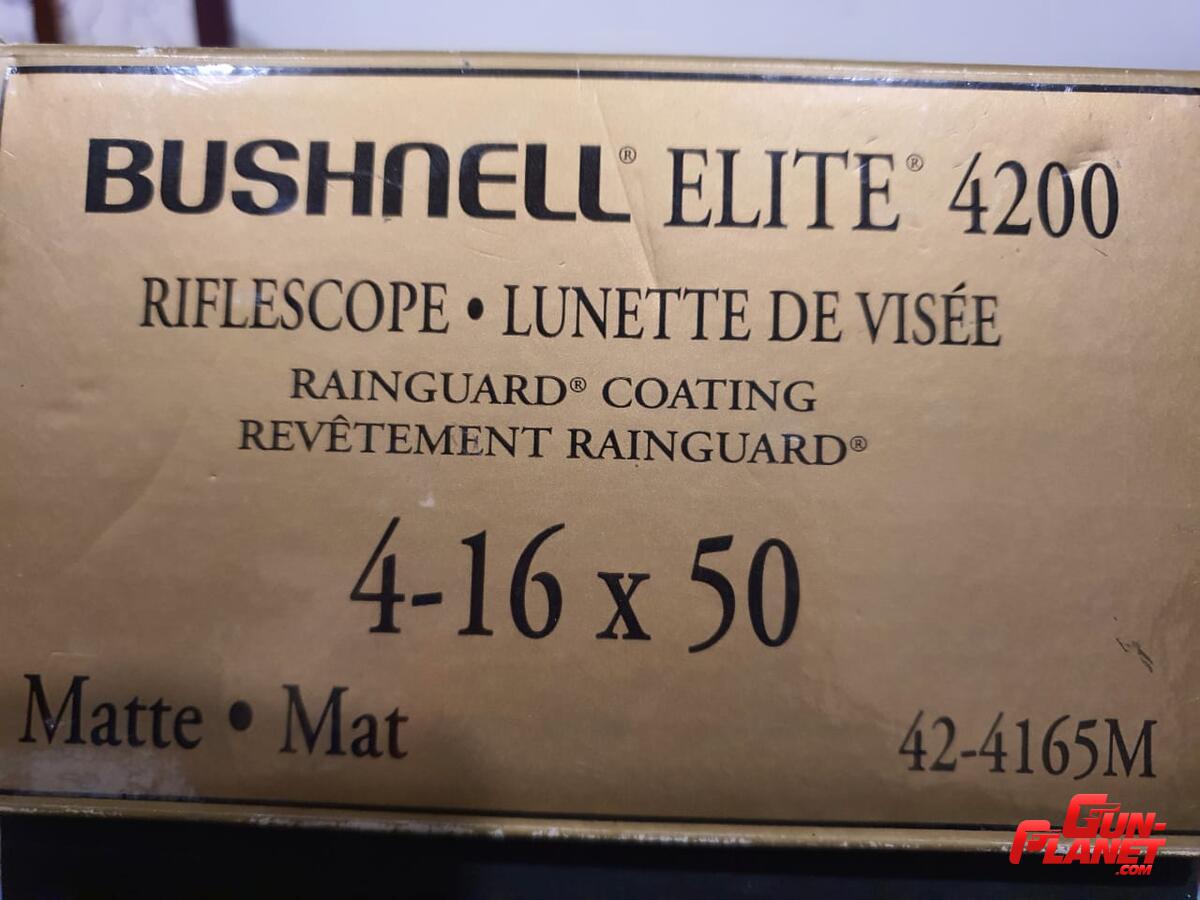 BUSHNELL® ELITE® 4200
RIFLESCOPE • LUNETTE DE VISÉE
RAINGUARD® COATING
REVÊTEMENT RAINGUARD®
4-16 x 50
Matte • Mat
42-4165M
GUN-
PLANET
.COM